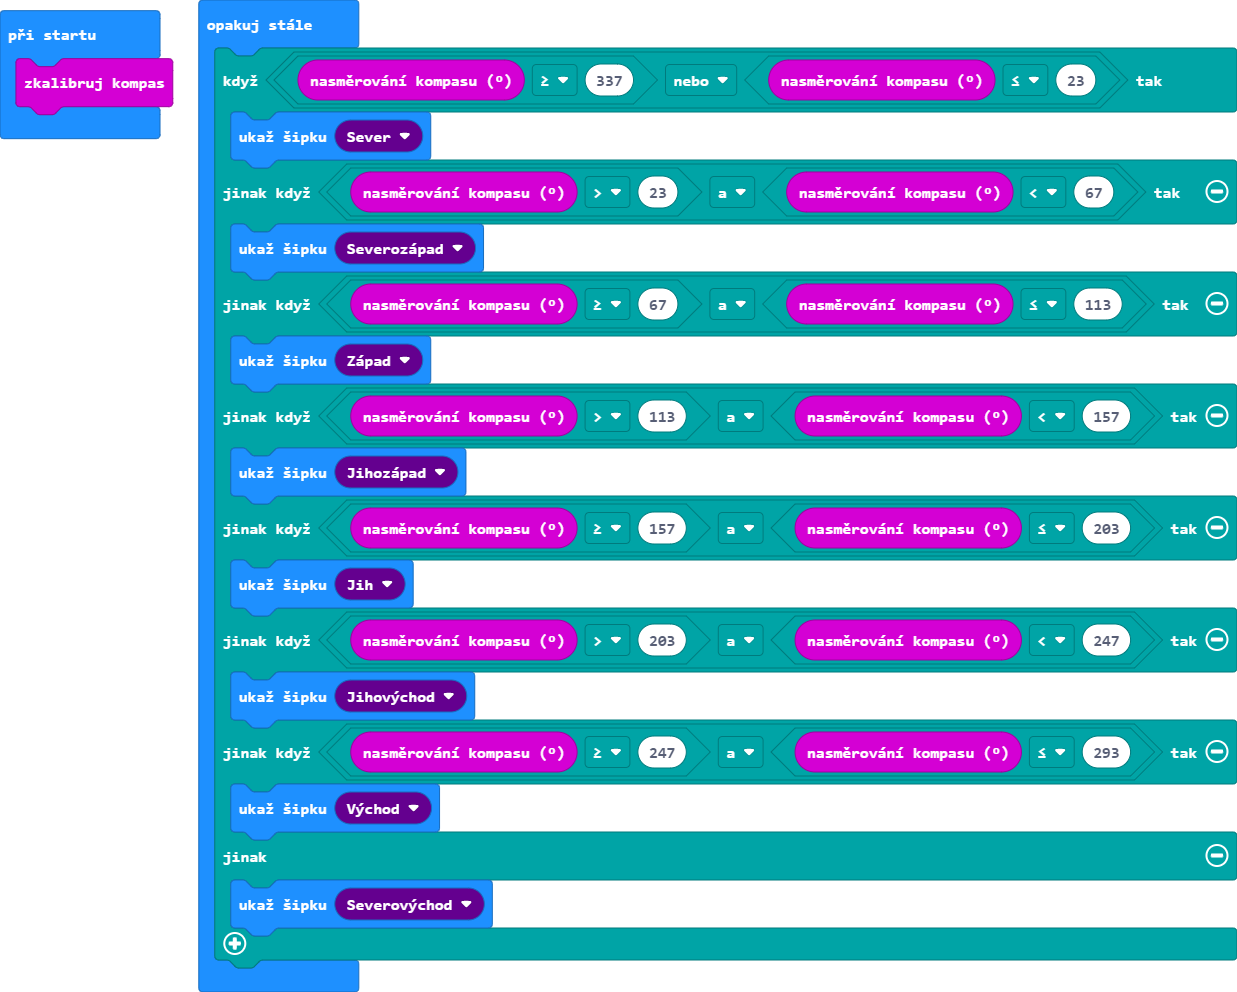 při startu
zkalibruj kompas
opakuj stále
když nasměrování kompasu (º) ≥ 337 nebo nasměrování kompasu (º) ≤ 23 tak
ukaž šipku Sever
jinak když nasměrování kompasu (º) > 23 a nasměrování kompasu (º) < 67 tak
ukaž šipku Severozápad
jinak když nasměrování kompasu (º) ≥ 67 a nasměrování kompasu (º) ≤ 113 tak
ukaž šipku Západ
jinak když nasměrování kompasu (º) > 113 a nasměrování kompasu (º) < 157 tak
ukaž šipku Jihozápad
jinak když nasměrování kompasu (º) ≥ 157 a nasměrování kompasu (º) ≤ 203 tak
ukaž šipku Jih
jinak když nasměrování kompasu (º) > 203 a nasměrování kompasu (º) < 247 tak
ukaž šipku Jihovýchod
jinak když nasměrování kompasu (º) ≥ 247 a nasměrování kompasu (º) ≤ 293 tak
ukaž šipku Východ
jinak
ukaž šipku Severovýchod